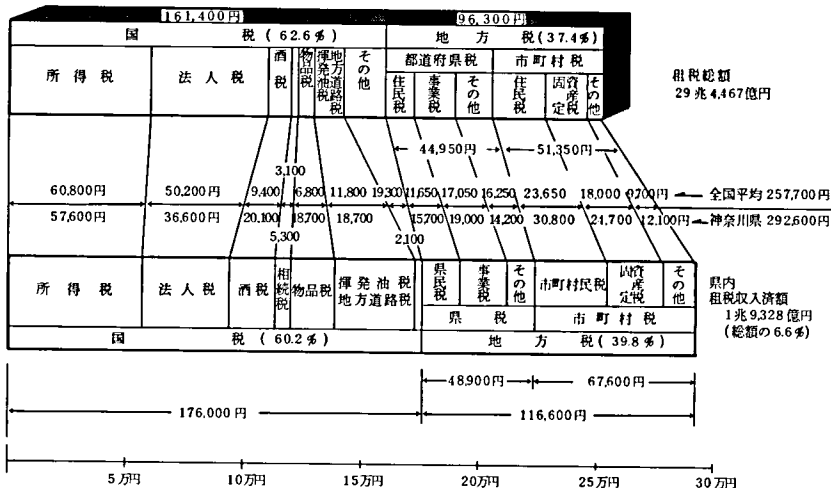 161,400円 96,300円
国 税 (62.6%) 地 方 税 (37.4%)
都道府県税 市町村税
所得税 法人税 酒税 物品税 揮発油税 地方道路税 その他 住民税 事業税 その他 住民税 固定資産税 その他
租税総額
29兆4,467億円
44,950円 51,350円
3,100
60,800円 50,200円 9,400 6,800 11,800 19,300 11,650 17,050 16,250 23,650 18,000 9,700円 全国平均 257,700円
57,600円 36,600円 20,100 18,700 18,700 15,700 19,000 14,200 30,800 21,700 12,100円 神奈川県 292,600円
5,300 2,100
所得税 法人税 酒税 相続税 物品税 揮発油税 地方道路税 県民税 事業税 その他 市町村民税 固定資産税 その他
県税 市町村税
国 税 (60.2%) 地 方 税 (39.8%)
県内
租税収入済額
1兆9,328億円
(総額の6.6%)
48,900円 67,600円
176,000円 116,600円
5万円 10万円 15万円 20万円 25万円 30万円